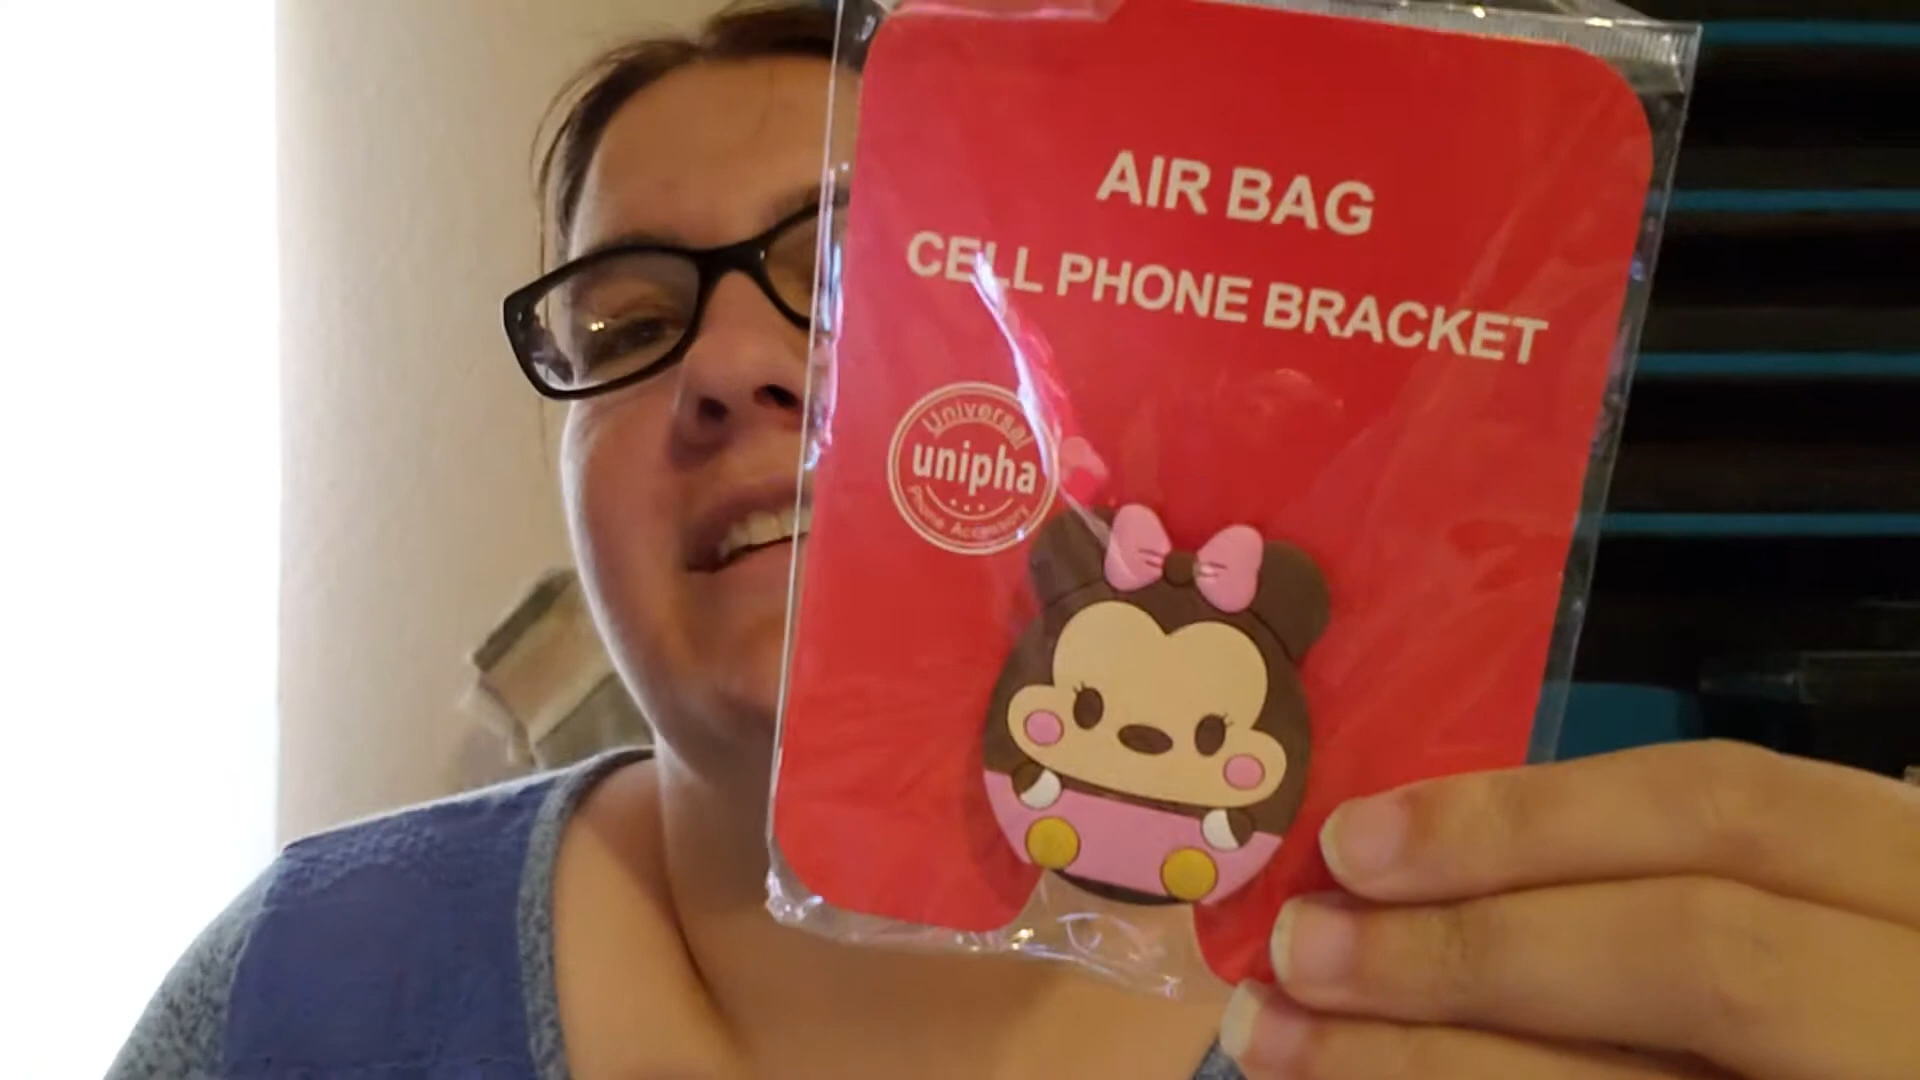 AIR BAG
CELL PHONE BRACKET
Universal
unipha
Phone Accessory